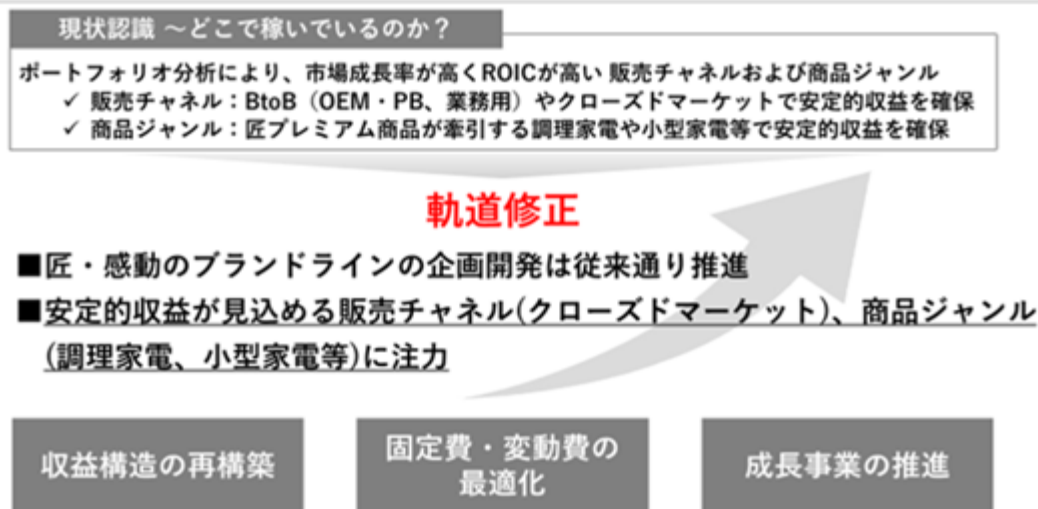 現状認識 ～どこで稼いでいるのか？
ポートフォリオ分析により、市場成長率が高くROICが高い 販売チャネルおよび商品ジャンル
✓ 販売チャネル：BtoB（OEM・PB、業務用）やクローズドマーケットで安定的収益を確保
✓ 商品ジャンル：匠プレミアム商品が牽引する調理家電や小型家電等で安定的収益を確保
軌道修正
■匠・感動のブランドラインの企画開発は従来通り推進
■安定的収益が見込める販売チャネル(クローズドマーケット)、商品ジャンル
(調理家電、小型家電等)に注力
収益構造の再構築
固定費・変動費の
最適化
成長事業の推進